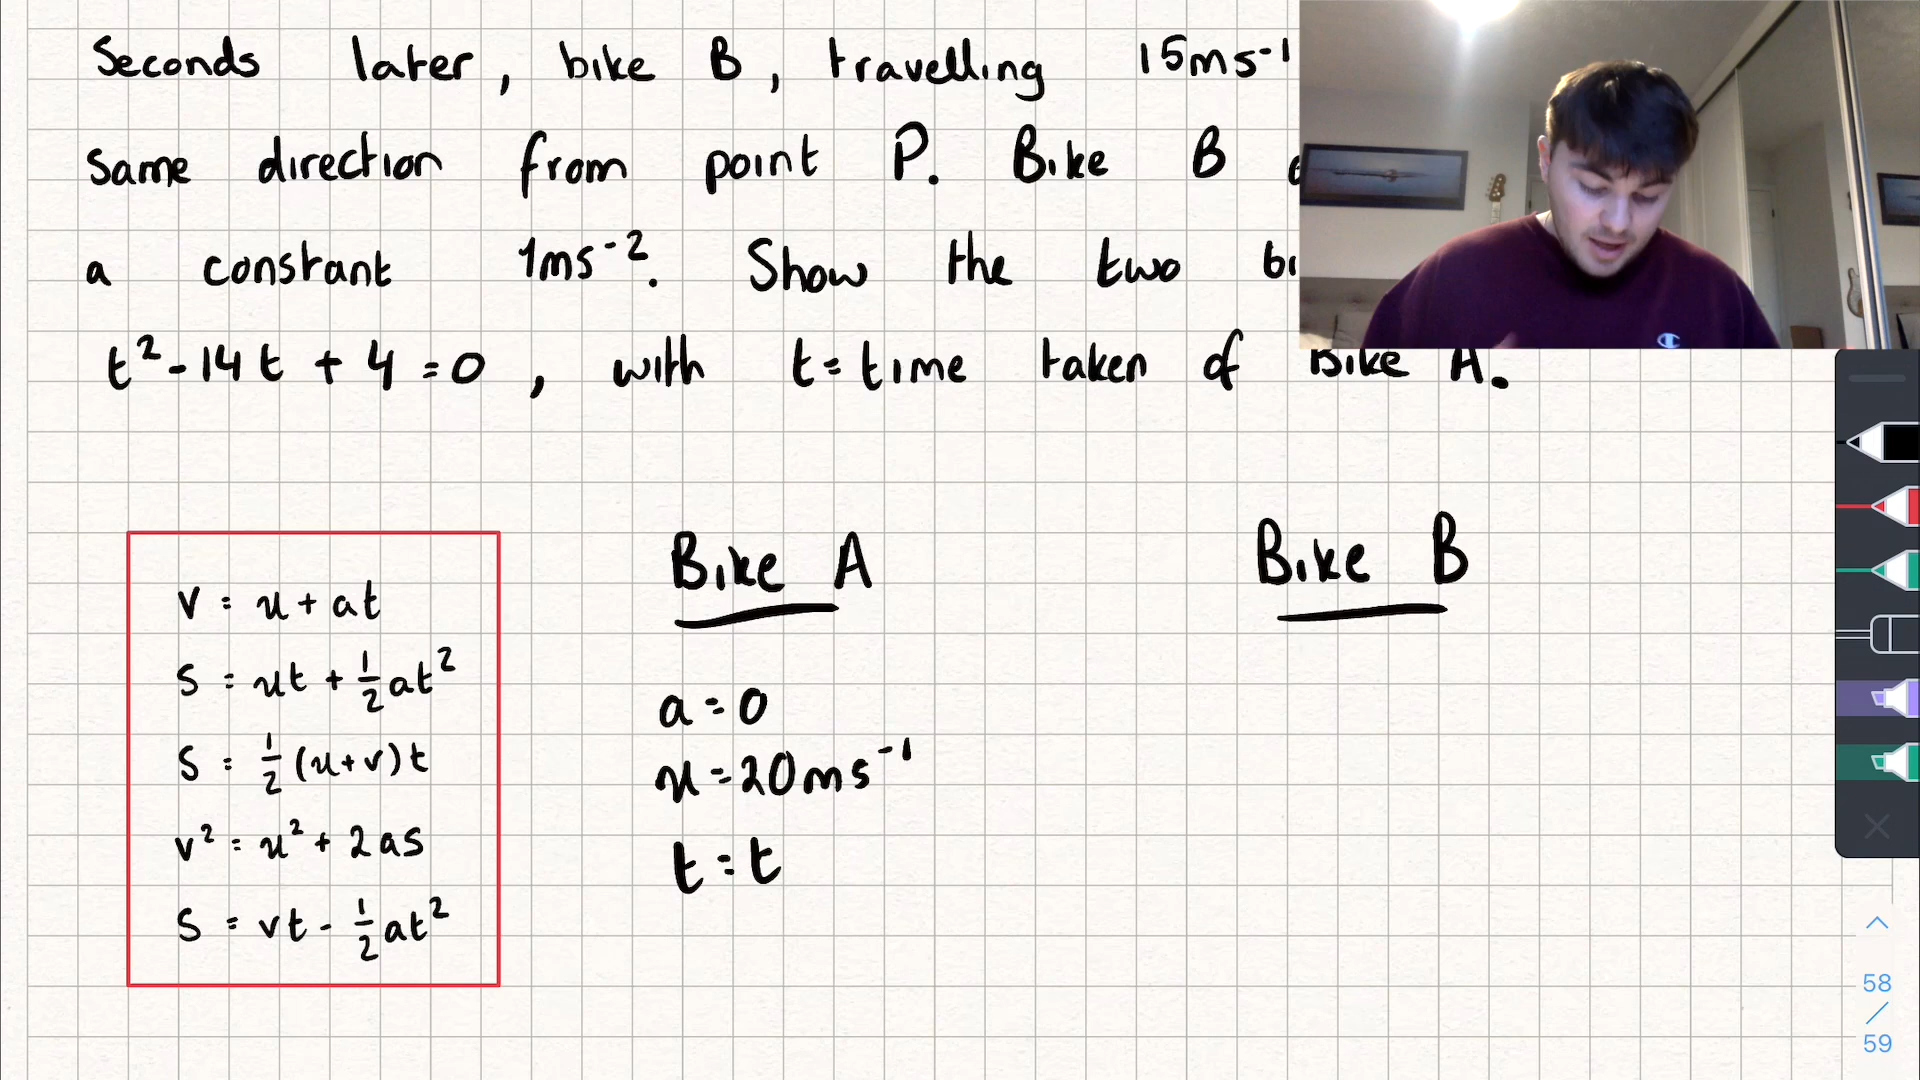 Seconds later, bike B, travelling 15ms⁻¹
Same direction from point P. Bike B
a constant 1ms⁻². Show the two
t² - 14t + 4 = 0, with t = time taken of Bike A.
Bike A
Bike B
v = u + at
s = ut + ½at²
s = ½(u+v)t
v² = u² + 2as
s = vt - ½at²
a = 0
u = 20ms⁻¹
t = t
58
/
59